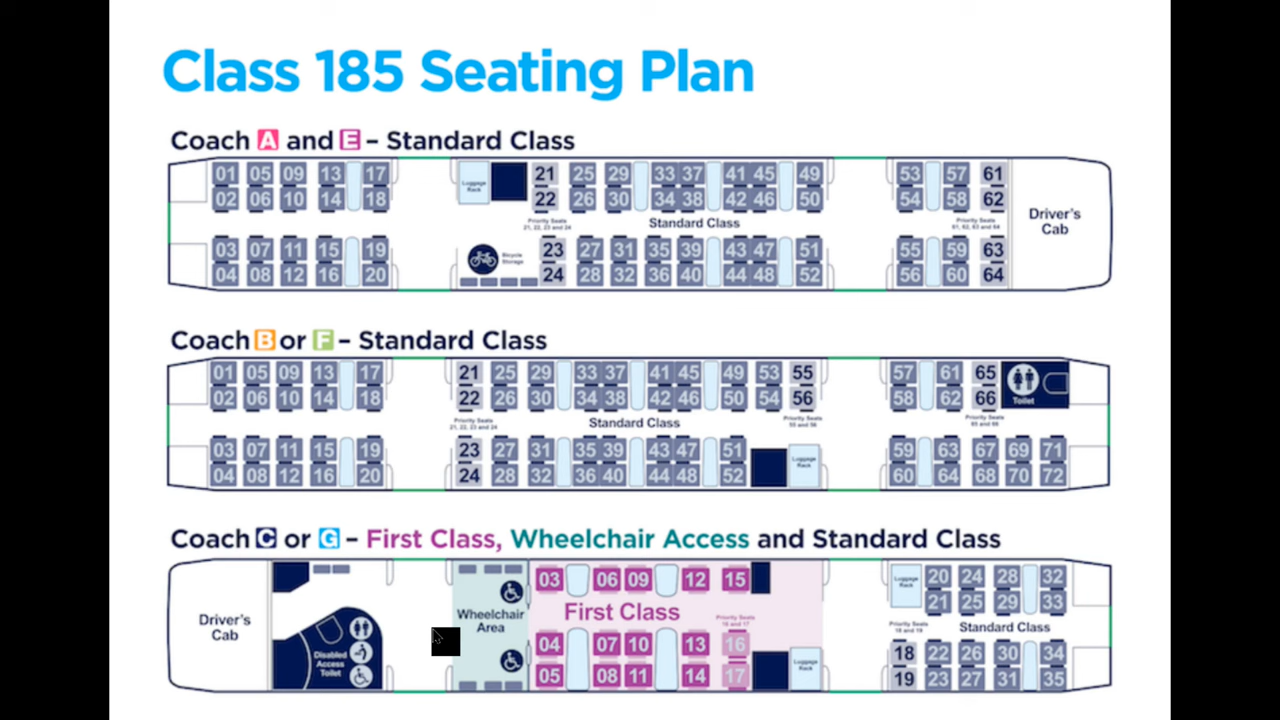 Class 185 Seating Plan
Coach A and E – Standard Class
01 05 09 13 17 21 25 29 33 37 41 45 49 53 57 61
Luggage Rack
02 06 10 14 18 22 26 30 34 38 42 46 50 54 58 62
Priority Seats 21, 22, 23 and 24
Standard Class
Priority Seats 61, 62, 63 and 64
Driver's Cab
03 07 11 15 19 23 27 31 35 39 43 47 51 55 59 63
Bicycle Storage
04 08 12 16 20 24 28 32 36 40 44 48 52 56 60 64
Coach B or F – Standard Class
01 05 09 13 17 21 25 29 33 37 41 45 49 53 55 57 61 65
02 06 10 14 18 22 26 30 34 38 42 46 50 54 56 58 62 66 Toilet
Priority Seats 21, 22, 23 and 24
Standard Class
Priority Seats 55 and 56
Priority Seats 65 and 66
03 07 11 15 19 23 27 31 35 39 43 47 51 59 63 67 69 71
Luggage Rack
04 08 12 16 20 24 28 32 36 40 44 48 52 60 64 68 70 72
Coach C or G – First Class, Wheelchair Access and Standard Class
03 06 09 12 15 20 24 28 32
Luggage Rack
21 25 29 33
Driver's Cab
Wheelchair Area
First Class
Priority Seats 16 and 17
Priority Seats 18 and 19
Standard Class
04 07 10 13 16 18 22 26 30 34
Disabled Access Toilet
Luggage Rack
05 08 11 14 17 19 23 27 31 35